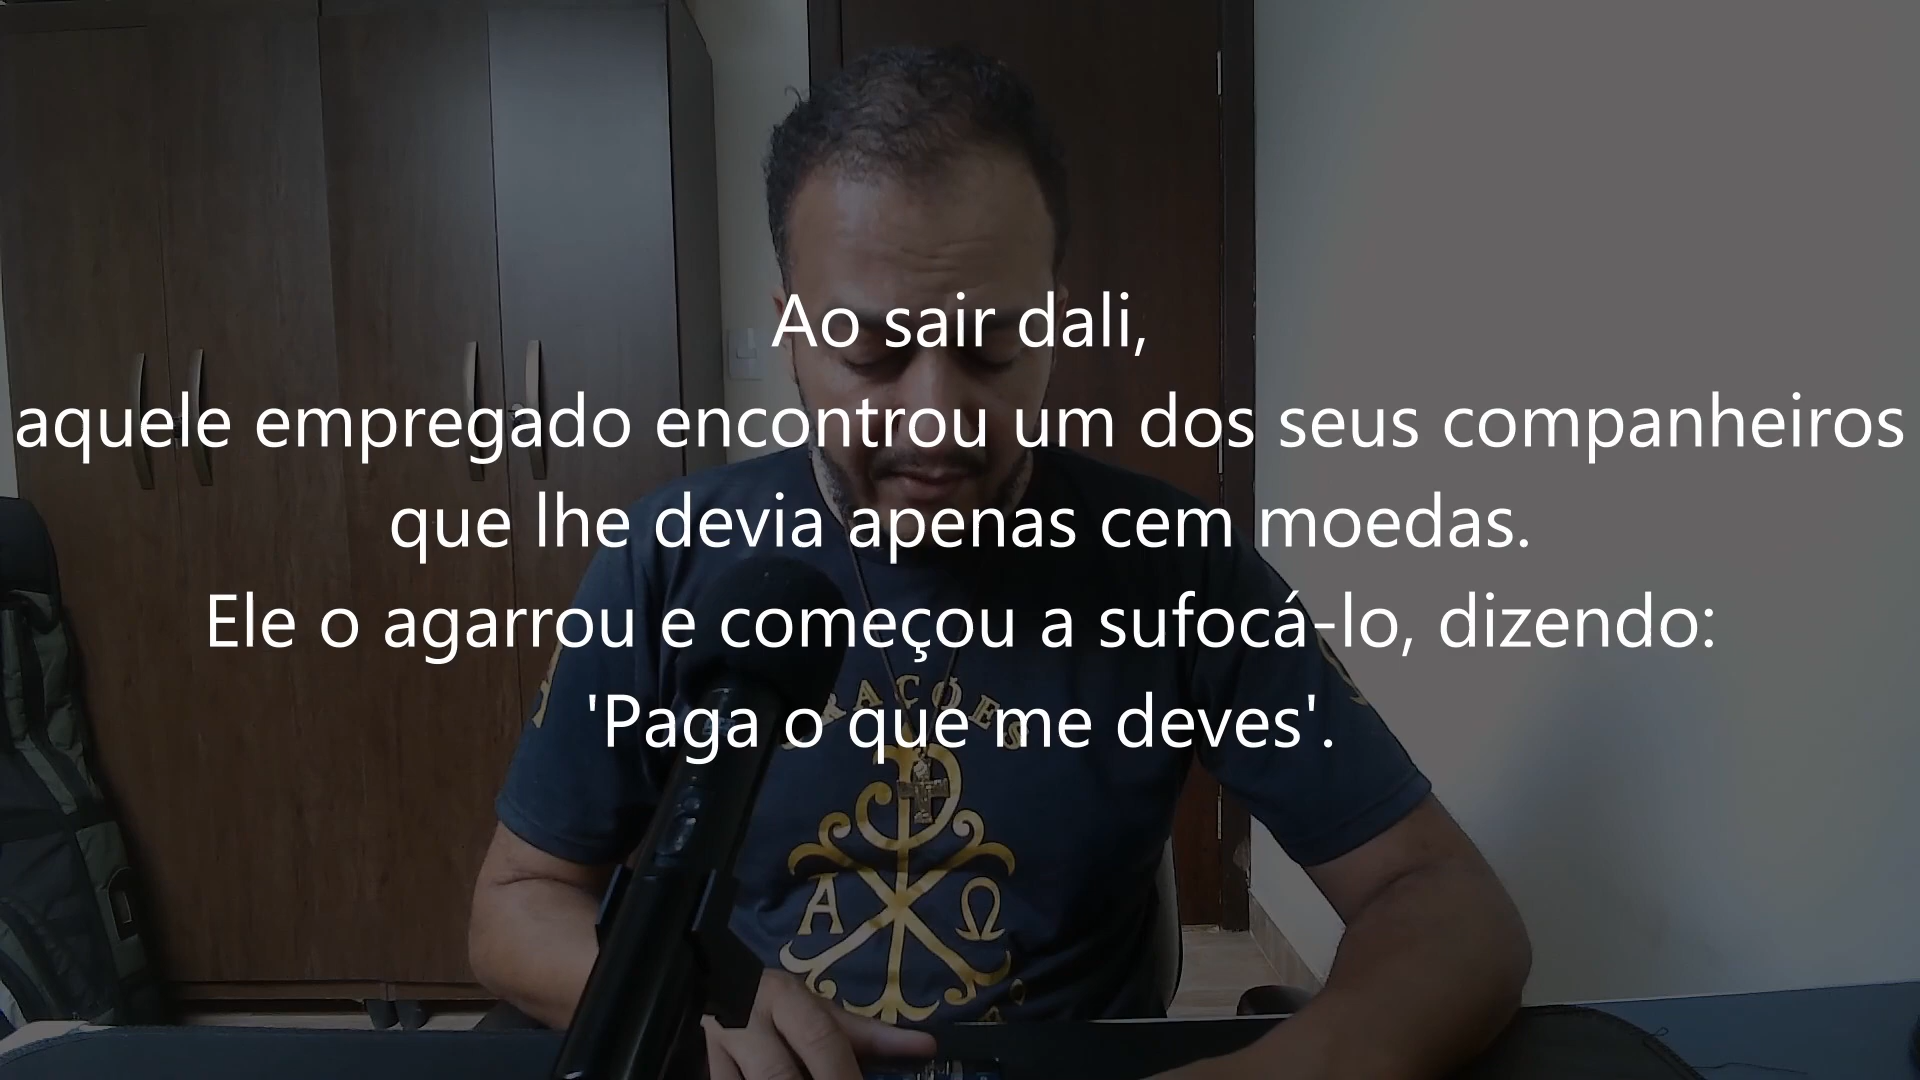 Ao sair dali,
aquele empregado encontrou um dos seus companheiros
que lhe devia apenas cem moedas.
Ele o agarrou e começou a sufocá-lo, dizendo:
'Paga o que me deves'.
Α Ω